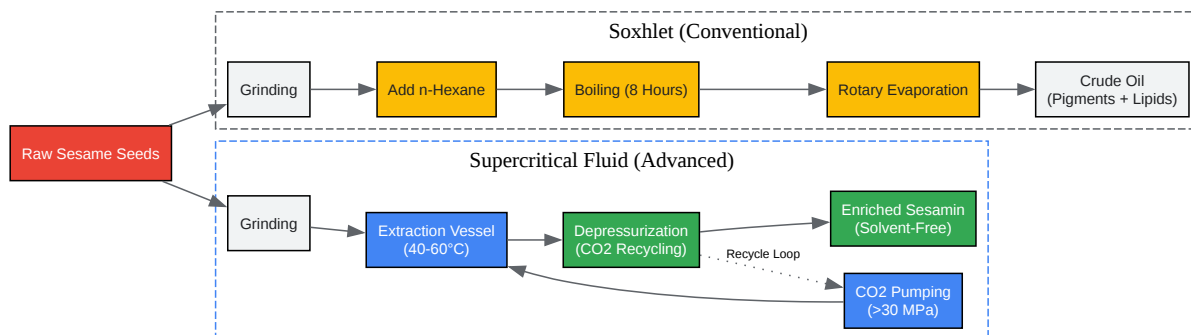 Soxhlet (Conventional)
Grinding
Add n-Hexane
Boiling (8 Hours)
Rotary Evaporation
Crude Oil
(Pigments + Lipids)
Raw Sesame Seeds
Supercritical Fluid (Advanced)
Grinding
Extraction Vessel
(40-60°C)
Depressurization
(CO2 Recycling)
Enriched Sesamin
(Solvent-Free)
Recycle Loop
CO2 Pumping
(>30 MPa)